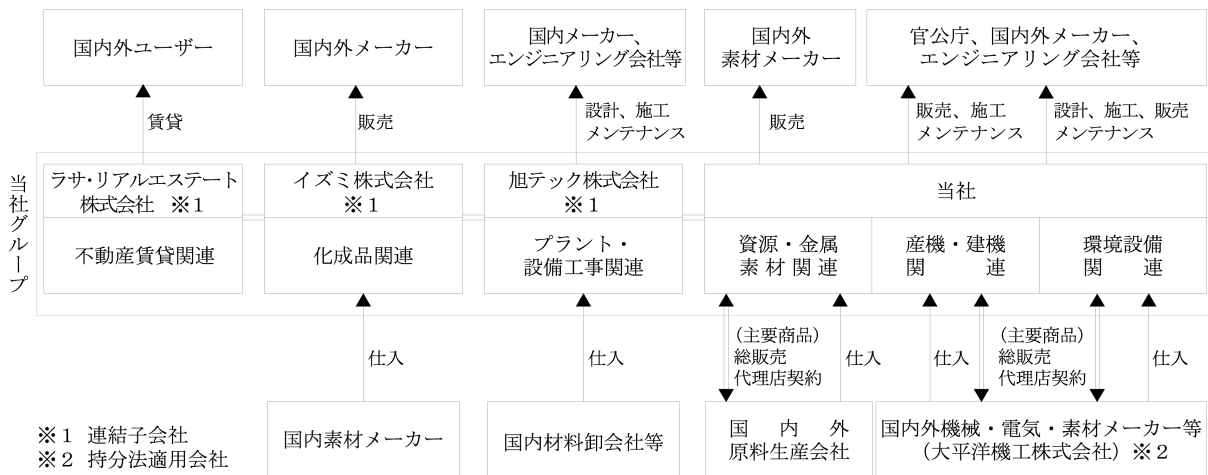 国内外ユーザー
国内外メーカー
国内メーカー、
エンジニアリング会社等
国内外
素材メーカー
官公庁、国内外メーカー、
エンジニアリング会社等
賃貸
販売
設計、施工
メンテナンス
販売
販売、施工
メンテナンス
設計、施工、販売
メンテナンス
当社グループ
ラサ・リアルエステート
株式会社 ※1
イズミ株式会社
※1
旭テック株式会社
※1
当社
不動産賃貸関連
化成品関連
プラント・
設備工事関連
資源・金属
素材関連
産機・建機
関連
環境設備
関連
仕入
仕入
(主要商品)
総販売
代理店契約
仕入
仕入
(主要商品)
総販売
代理店契約
仕入
国内素材メーカー
国内材料卸会社等
国内外
原料生産会社
国内外機械・電気・素材メーカー等
(大平洋機工株式会社)※2
※1 連結子会社
※2 持分法適用会社